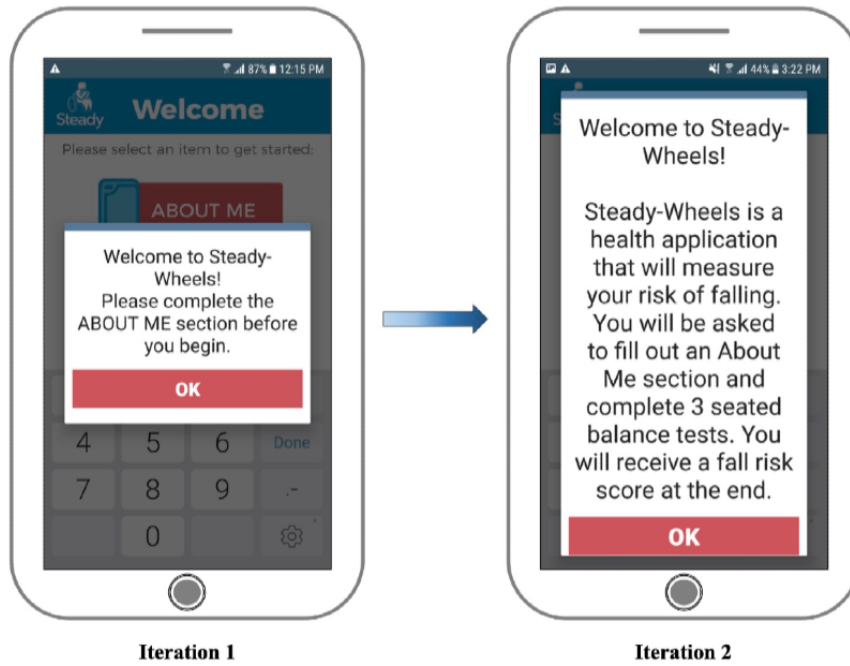 87% 12:15 PM
Steady
Welcome
Please select an item to get started:
ABOUT ME
Welcome to Steady-
Wheels!
Please complete the
ABOUT ME section before
you begin.
OK
4 5 6 Done
7 8 9 .-
0
Iteration 1
44% 3:22 PM
S
Welcome to Steady-
Wheels!
Steady-Wheels is a
health application
that will measure
your risk of falling.
You will be asked
to fill out an About
Me section and
complete 3 seated
balance tests. You
will receive a fall risk
score at the end.
OK
Iteration 2